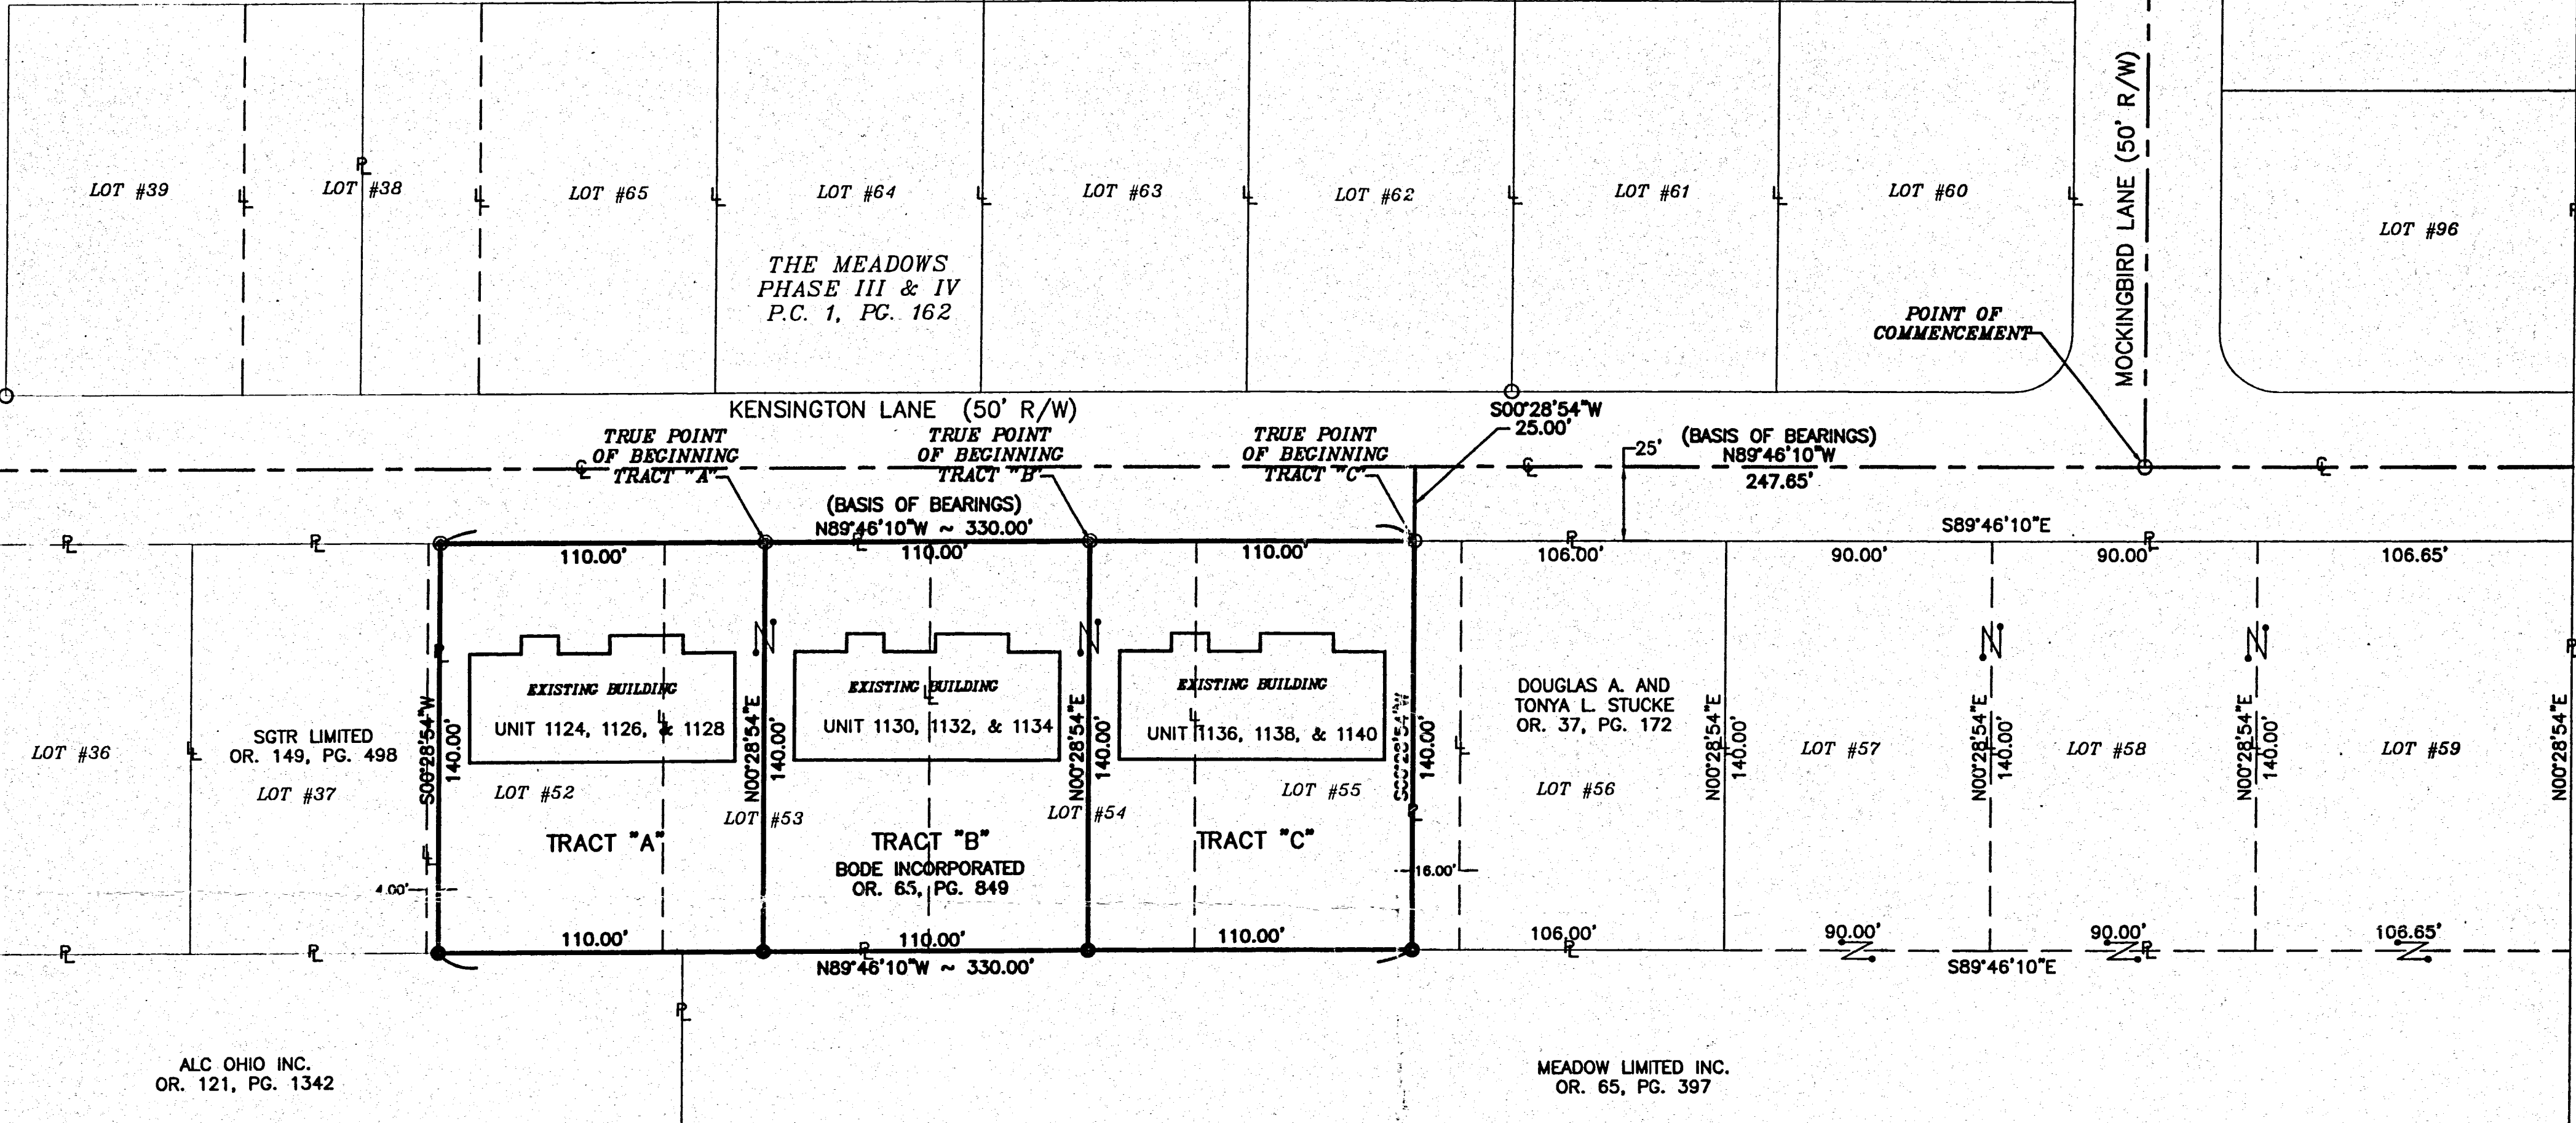 LOT #39
LOT #38
LOT #65
LOT #64
LOT #63
LOT #62
LOT #61
LOT #60
LOT #96
MOCKINGBIRD LANE (50' R/W)
THE MEADOWS
PHASE III & IV
P.C. 1, PG. 162
POINT OF
COMMENCEMENT
KENSINGTON LANE (50' R/W)
S00°28'54"W
25.00'
TRUE POINT
OF BEGINNING
TRACT "A"
TRUE POINT
OF BEGINNING
TRACT "B"
TRUE POINT
OF BEGINNING
TRACT "C"
25'
(BASIS OF BEARINGS)
N89°46'10"W
247.65'
(BASIS OF BEARINGS)
N89°46'10"W ~ 330.00'
S89°46'10"E
110.00'
110.00'
110.00'
106.00'
90.00'
90.00'
106.65'
EXISTING BUILDING
UNIT 1124, 1126, & 1128
EXISTING BUILDING
UNIT 1130, 1132, & 1134
EXISTING BUILDING
UNIT 1136, 1138, & 1140
DOUGLAS A. AND
TONYA L. STUCKE
OR. 37, PG. 172
S00°28'54"W
140.00'
N00°28'54"E
140.00'
N00°28'54"E
140.00'
S00°28'54"W
140.00'
N00°28'54"E
140.00'
N00°28'54"E
140.00'
N00°28'54"E
140.00'
N00°28'54"E
LOT #36
SGTR LIMITED
OR. 149, PG. 498
LOT #37
LOT #52
LOT #53
LOT #54
LOT #55
LOT #56
LOT #57
LOT #58
LOT #59
TRACT "A"
TRACT "B"
BODE INCORPORATED
OR. 65, PG. 849
TRACT "C"
4.00'
16.00'
110.00'
110.00'
110.00'
106.00'
90.00'
90.00'
106.65'
N89°46'10"W ~ 330.00'
S89°46'10"E
ALC OHIO INC.
OR. 121, PG. 1342
MEADOW LIMITED INC.
OR. 65, PG. 397